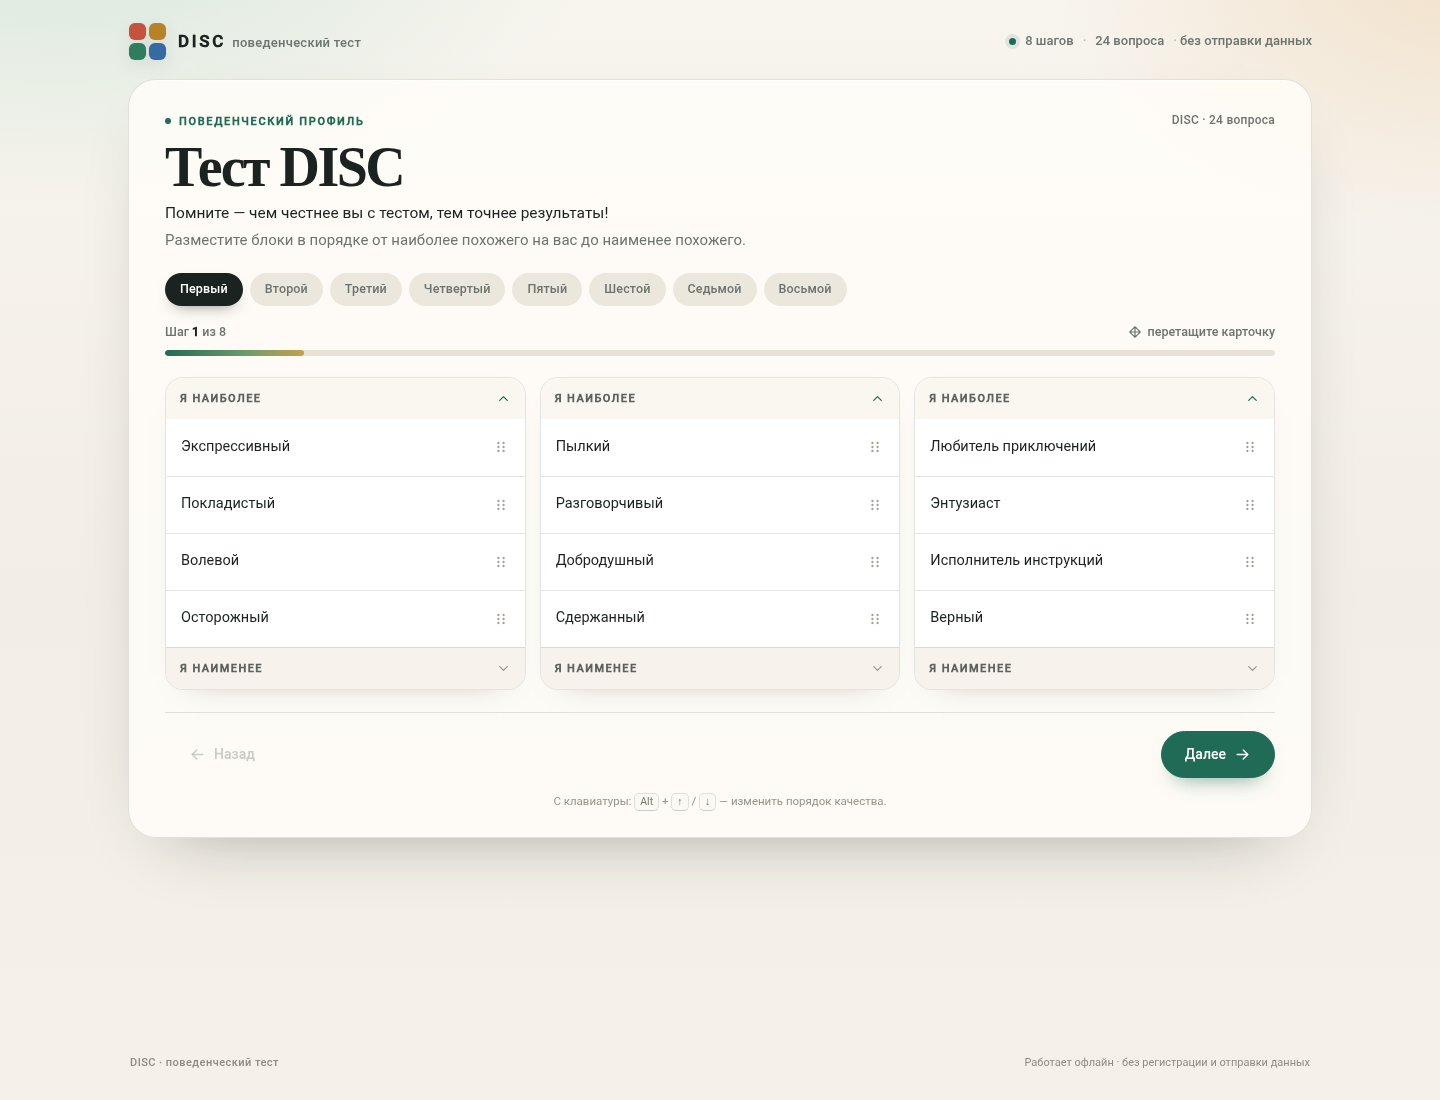 DISC поведенческий тест
8 шагов · 24 вопроса · без отправки данных
ПОВЕДЕНЧЕСКИЙ ПРОФИЛЬ
DISC · 24 вопроса
Тест DISC
Помните — чем честнее вы с тестом, тем точнее результаты!
Разместите блоки в порядке от наиболее похожего на вас до наименее похожего.
Первый Второй Третий Четвертый Пятый Шестой Седьмой Восьмой
Шаг 1 из 8
перетащите карточку
Я НАИБОЛЕЕ
Экспрессивный
Покладистый
Волевой
Осторожный
Я НАИМЕНЕЕ
Я НАИБОЛЕЕ
Пылкий
Разговорчивый
Добродушный
Сдержанный
Я НАИМЕНЕЕ
Я НАИБОЛЕЕ
Любитель приключений
Энтузиаст
Исполнитель инструкций
Верный
Я НАИМЕНЕЕ
← Назад
Далее →
С клавиатуры: Alt + ↑ / ↓ — изменить порядок качества.
DISC · поведенческий тест
Работает офлайн · без регистрации и отправки данных